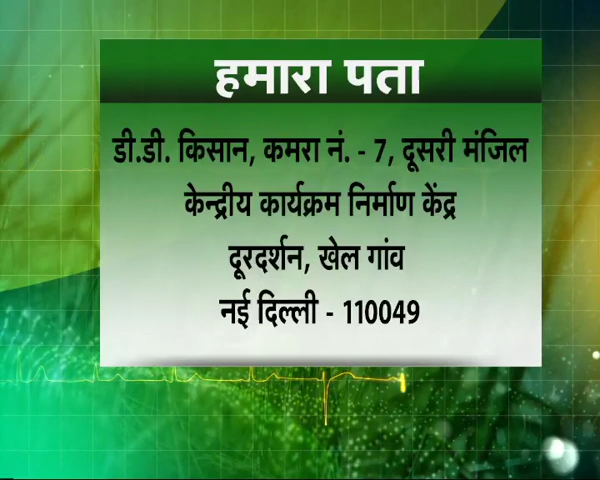 हमारा पता
डी.डी. किसान, कमरा नं. - 7, दूसरी मंजिल
केन्द्रीय कार्यक्रम निर्माण केंद्र
दूरदर्शन, खेल गांव
नई दिल्ली - 110049